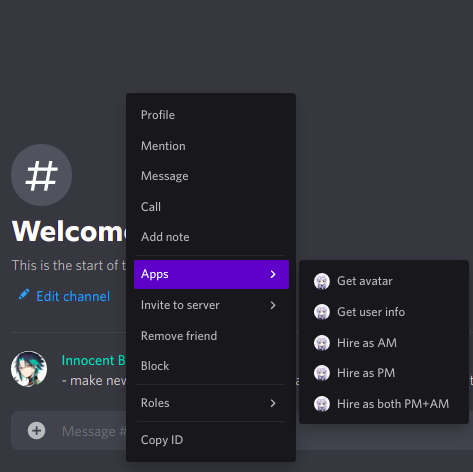 Profile
Mention
Message
Call
Add note
#
Welcome
This is the start of
Apps
Edit channel
Invite to server
Remove friend
Block
Roles
Copy ID
Get avatar
Get user info
Hire as AM
Hire as PM
Hire as both PM+AM
Innocent B
- make new
Message #